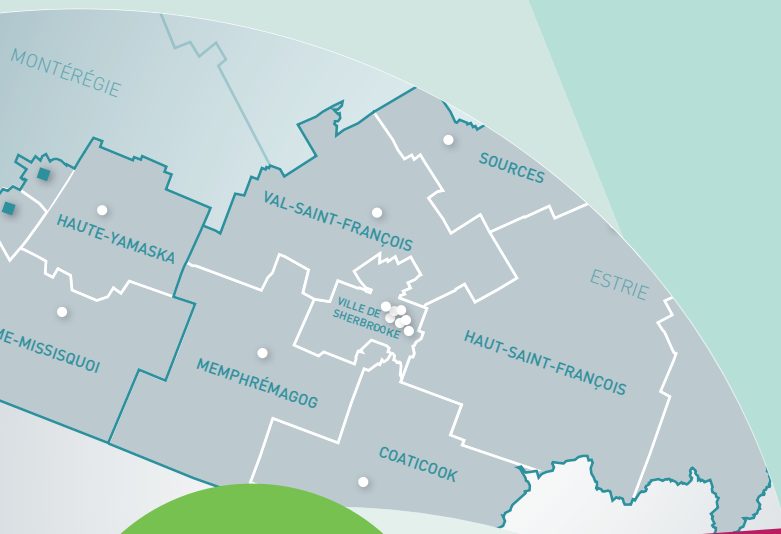 MONTÉRÉGIE
SOURCES
VAL-SAINT-FRANÇOIS
HAUTE-YAMASKA
ESTRIE
VILLE DE
SHERBROOKE
ME-MISSISQUOI
HAUT-SAINT-FRANÇOIS
MEMPHRÉMAGOG
COATICOOK